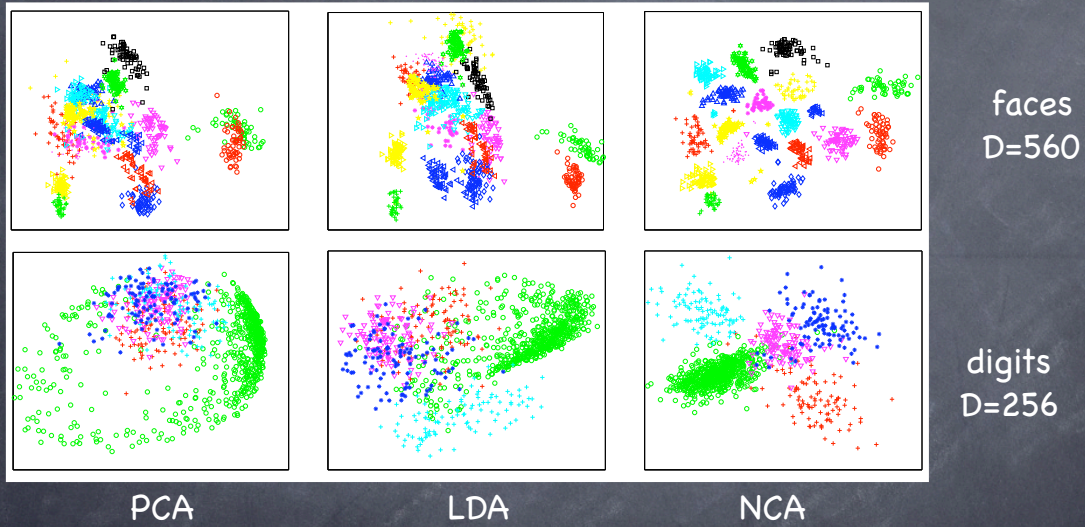 faces
D=560
digits
D=256
PCA
LDA
NCA